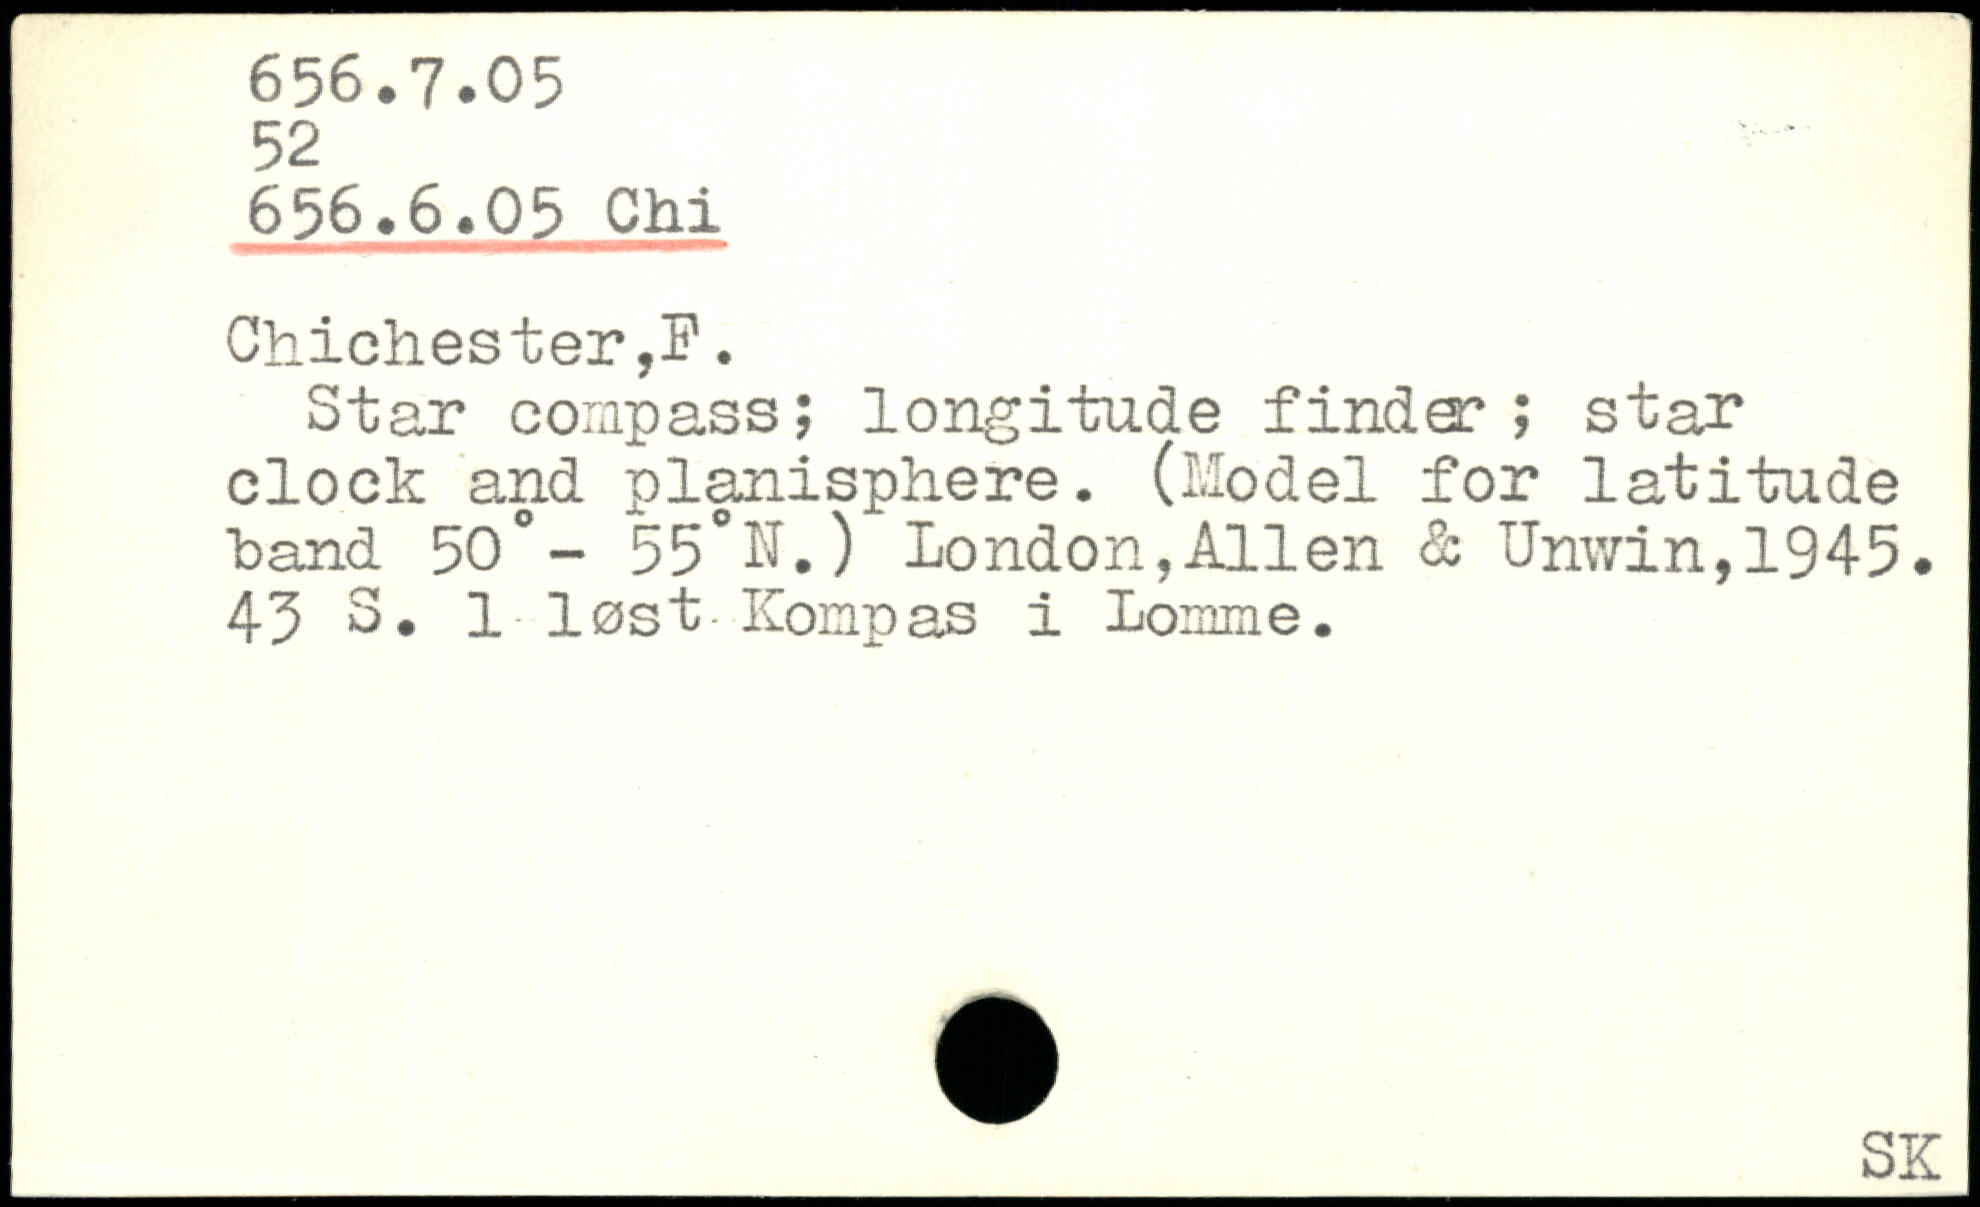 656.7.05
52
656.6.05 Chi
Chichester,F.
Star compass; longitude finder; star
clock and planisphere. (Model for latitude
band 50°- 55°N.) London,Allen & Unwin,1945.
43 S. 1 løst Kompas i Lomme.
SK